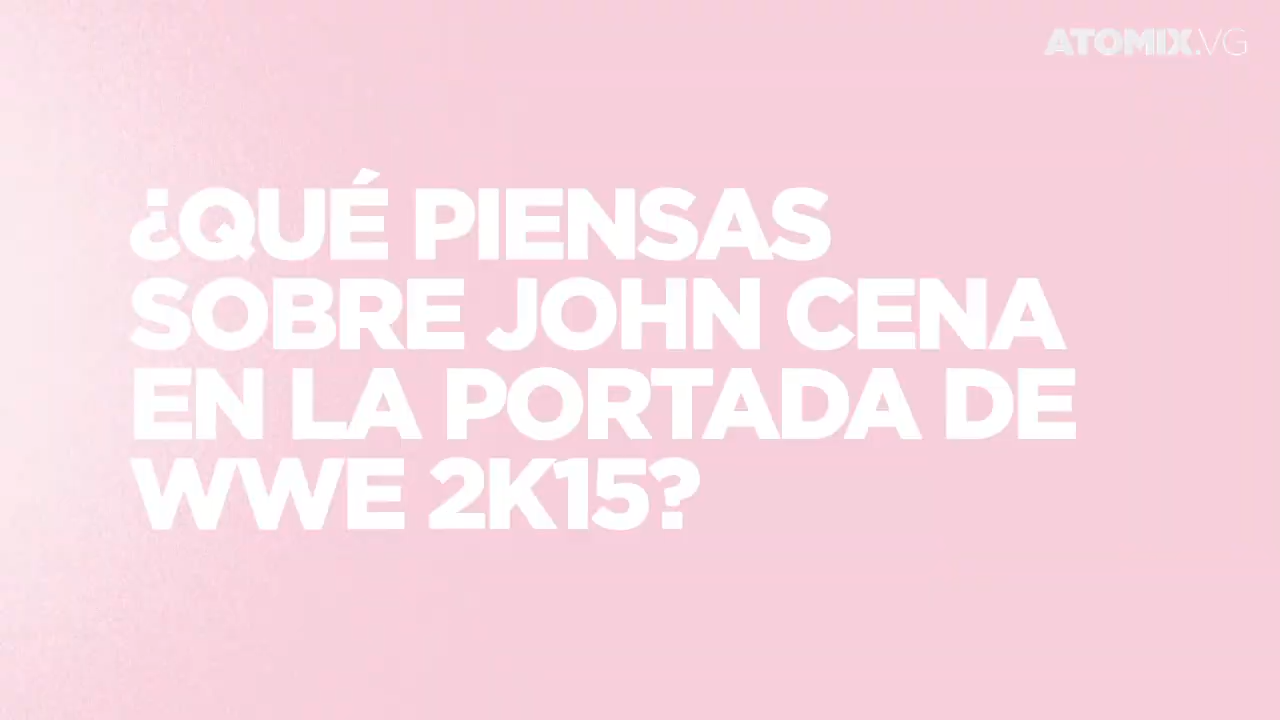 ATOMIX.VG
¿QUÉ PIENSAS
SOBRE JOHN CENA
EN LA PORTADA DE
WWE 2K15?